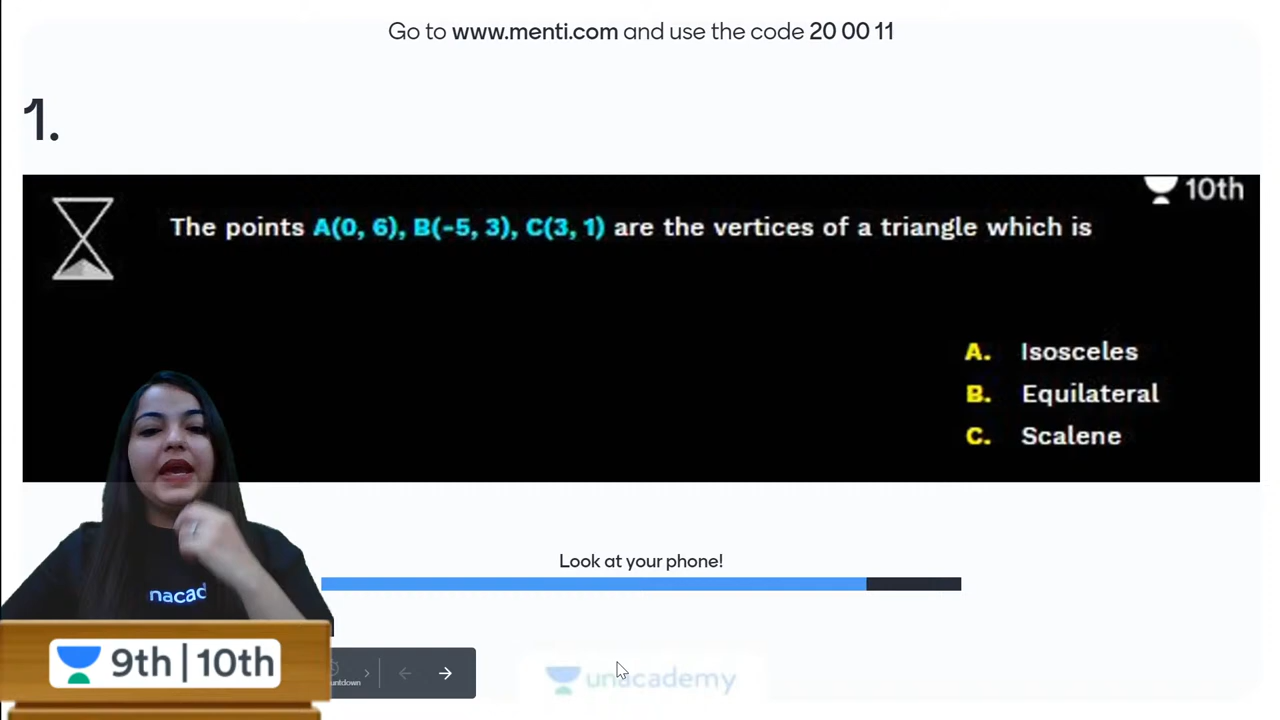 Go to www.menti.com and use the code 20 00 11
1.
10th
The points A(0, 6), B(-5, 3), C(3, 1) are the vertices of a triangle which is
A. Isosceles
B. Equilateral
C. Scalene
Look at your phone!
nacad
9th | 10th
untdown
unacademy